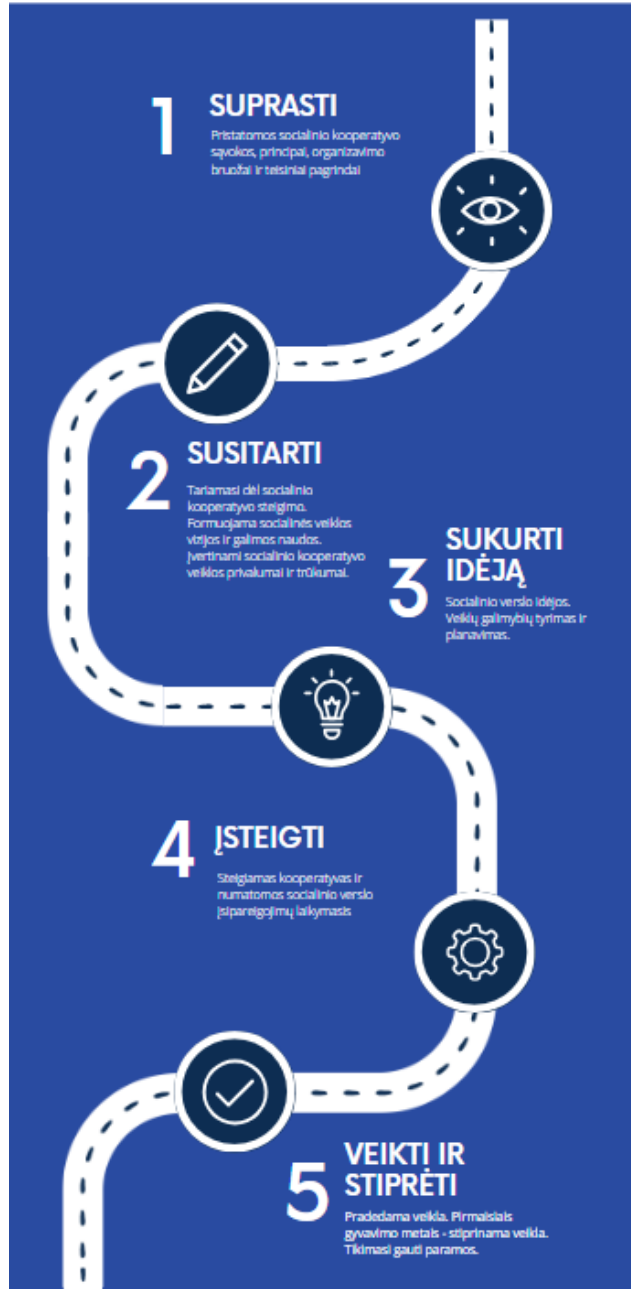 1
SUPRASTI
Pristatomos socialinio kooperatyvo
sąvokos, principai, organizavimo
bruožai ir teisiniai pagrindai
2
SUSITARTI
Tariamasi dėl socialinio
kooperatyvo steigimo.
Formuojama socialinės veiklos
vizijos ir galimos naudos.
Įvertinami socialinio kooperatyvo
veiklos privalumai ir trūkumai.
3
SUKURTI
IDĖJĄ
Socialinio verslo idėjos.
Veiklų galimybių tyrimas ir
planavimas.
4
ĮSTEIGTI
Steigiamas kooperatyvas ir
numatomos socialinio verslo
įsipareigojimų laikymasis
5
VEIKTI IR
STIPRĖTI
Pradedama veikla. Pirmaisiais
gyvavimo metais - stiprinama veikla.
Tikimasi gauti paramos.